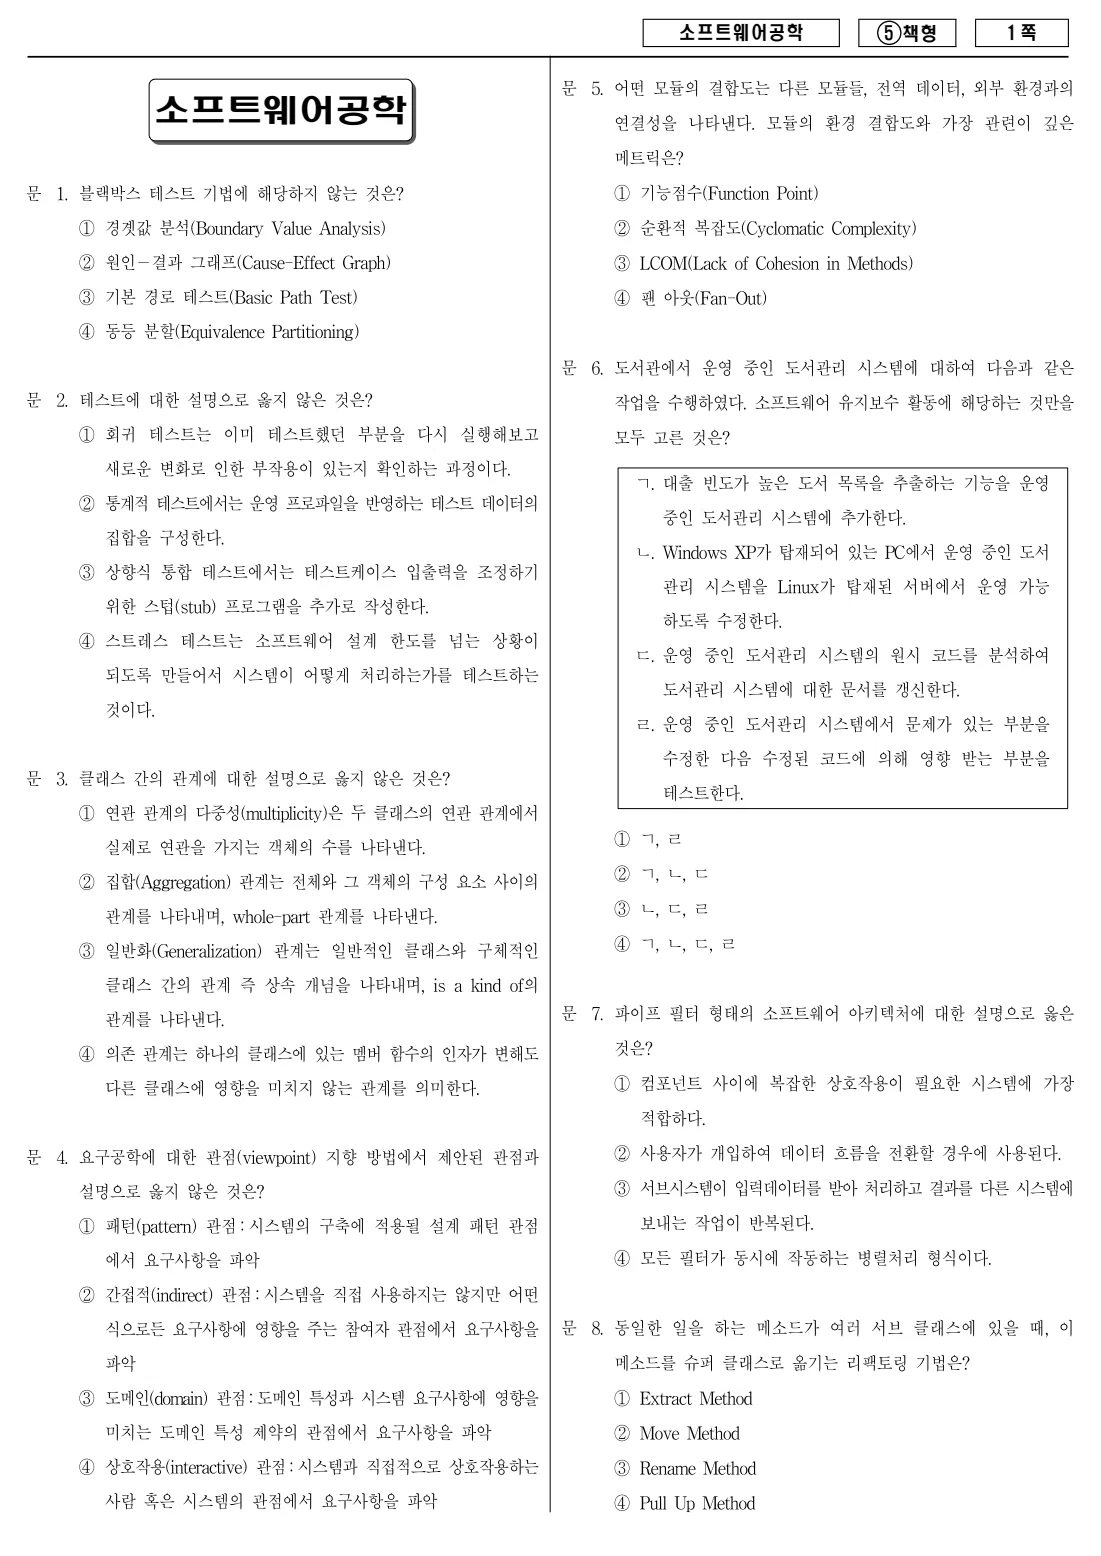 소프트웨어공학
⑤책형
1 쪽
소프트웨어공학
문 1. 블랙박스 테스트 기법에 해당하지 않는 것은?
① 경곗값 분석(Boundary Value Analysis)
② 원인-결과 그래프(Cause-Effect Graph)
③ 기본 경로 테스트(Basic Path Test)
④ 동등 분할(Equivalence Partitioning)
문 2. 테스트에 대한 설명으로 옳지 않은 것은?
① 회귀 테스트는 이미 테스트했던 부분을 다시 실행해보고
새로운 변화로 인한 부작용이 있는지 확인하는 과정이다.
② 통계적 테스트에서는 운영 프로파일을 반영하는 테스트 데이터의
집합을 구성한다.
③ 상향식 통합 테스트에서는 테스트케이스 입출력을 조정하기
위한 스텁(stub) 프로그램을 추가로 작성한다.
④ 스트레스 테스트는 소프트웨어 설계 한도를 넘는 상황이
되도록 만들어서 시스템이 어떻게 처리하는가를 테스트하는
것이다.
문 3. 클래스 간의 관계에 대한 설명으로 옳지 않은 것은?
① 연관 관계의 다중성(multiplicity)은 두 클래스의 연관 관계에서
실제로 연관을 가지는 객체의 수를 나타낸다.
② 집합(Aggregation) 관계는 전체와 그 객체의 구성 요소 사이의
관계를 나타내며, whole-part 관계를 나타낸다.
③ 일반화(Generalization) 관계는 일반적인 클래스와 구체적인
클래스 간의 관계 즉 상속 개념을 나타내며, is a kind of의
관계를 나타낸다.
④ 의존 관계는 하나의 클래스에 있는 멤버 함수의 인자가 변해도
다른 클래스에 영향을 미치지 않는 관계를 의미한다.
문 4. 요구공학에 대한 관점(viewpoint) 지향 방법에서 제안된 관점과
설명으로 옳지 않은 것은?
① 패턴(pattern) 관점 : 시스템의 구축에 적용될 설계 패턴 관점
에서 요구사항을 파악
② 간접적(indirect) 관점 : 시스템을 직접 사용하지는 않지만 어떤
식으로든 요구사항에 영향을 주는 참여자 관점에서 요구사항을
파악
③ 도메인(domain) 관점 : 도메인 특성과 시스템 요구사항에 영향을
미치는 도메인 특성 제약의 관점에서 요구사항을 파악
④ 상호작용(interactive) 관점 : 시스템과 직접적으로 상호작용하는
사람 혹은 시스템의 관점에서 요구사항을 파악
문 5. 어떤 모듈의 결합도는 다른 모듈들, 전역 데이터, 외부 환경과의
연결성을 나타낸다. 모듈의 환경 결합도와 가장 관련이 깊은
메트릭은?
① 기능점수(Function Point)
② 순환적 복잡도(Cyclomatic Complexity)
③ LCOM(Lack of Cohesion in Methods)
④ 팬 아웃(Fan-Out)
문 6. 도서관에서 운영 중인 도서관리 시스템에 대하여 다음과 같은
작업을 수행하였다. 소프트웨어 유지보수 활동에 해당하는 것만을
모두 고른 것은?
ㄱ. 대출 빈도가 높은 도서 목록을 추출하는 기능을 운영
중인 도서관리 시스템에 추가한다.
ㄴ. Windows XP가 탑재되어 있는 PC에서 운영 중인 도서
관리 시스템을 Linux가 탑재된 서버에서 운영 가능
하도록 수정한다.
ㄷ. 운영 중인 도서관리 시스템의 원시 코드를 분석하여
도서관리 시스템에 대한 문서를 갱신한다.
ㄹ. 운영 중인 도서관리 시스템에서 문제가 있는 부분을
수정한 다음 수정된 코드에 의해 영향 받는 부분을
테스트한다.
① ㄱ, ㄹ
② ㄱ, ㄴ, ㄷ
③ ㄴ, ㄷ, ㄹ
④ ㄱ, ㄴ, ㄷ, ㄹ
문 7. 파이프 필터 형태의 소프트웨어 아키텍처에 대한 설명으로 옳은
것은?
① 컴포넌트 사이에 복잡한 상호작용이 필요한 시스템에 가장
적합하다.
② 사용자가 개입하여 데이터 흐름을 전환할 경우에 사용된다.
③ 서브시스템이 입력데이터를 받아 처리하고 결과를 다른 시스템에
보내는 작업이 반복된다.
④ 모든 필터가 동시에 작동하는 병렬처리 형식이다.
문 8. 동일한 일을 하는 메소드가 여러 서브 클래스에 있을 때, 이
메소드를 슈퍼 클래스로 옮기는 리팩토링 기법은?
① Extract Method
② Move Method
③ Rename Method
④ Pull Up Method